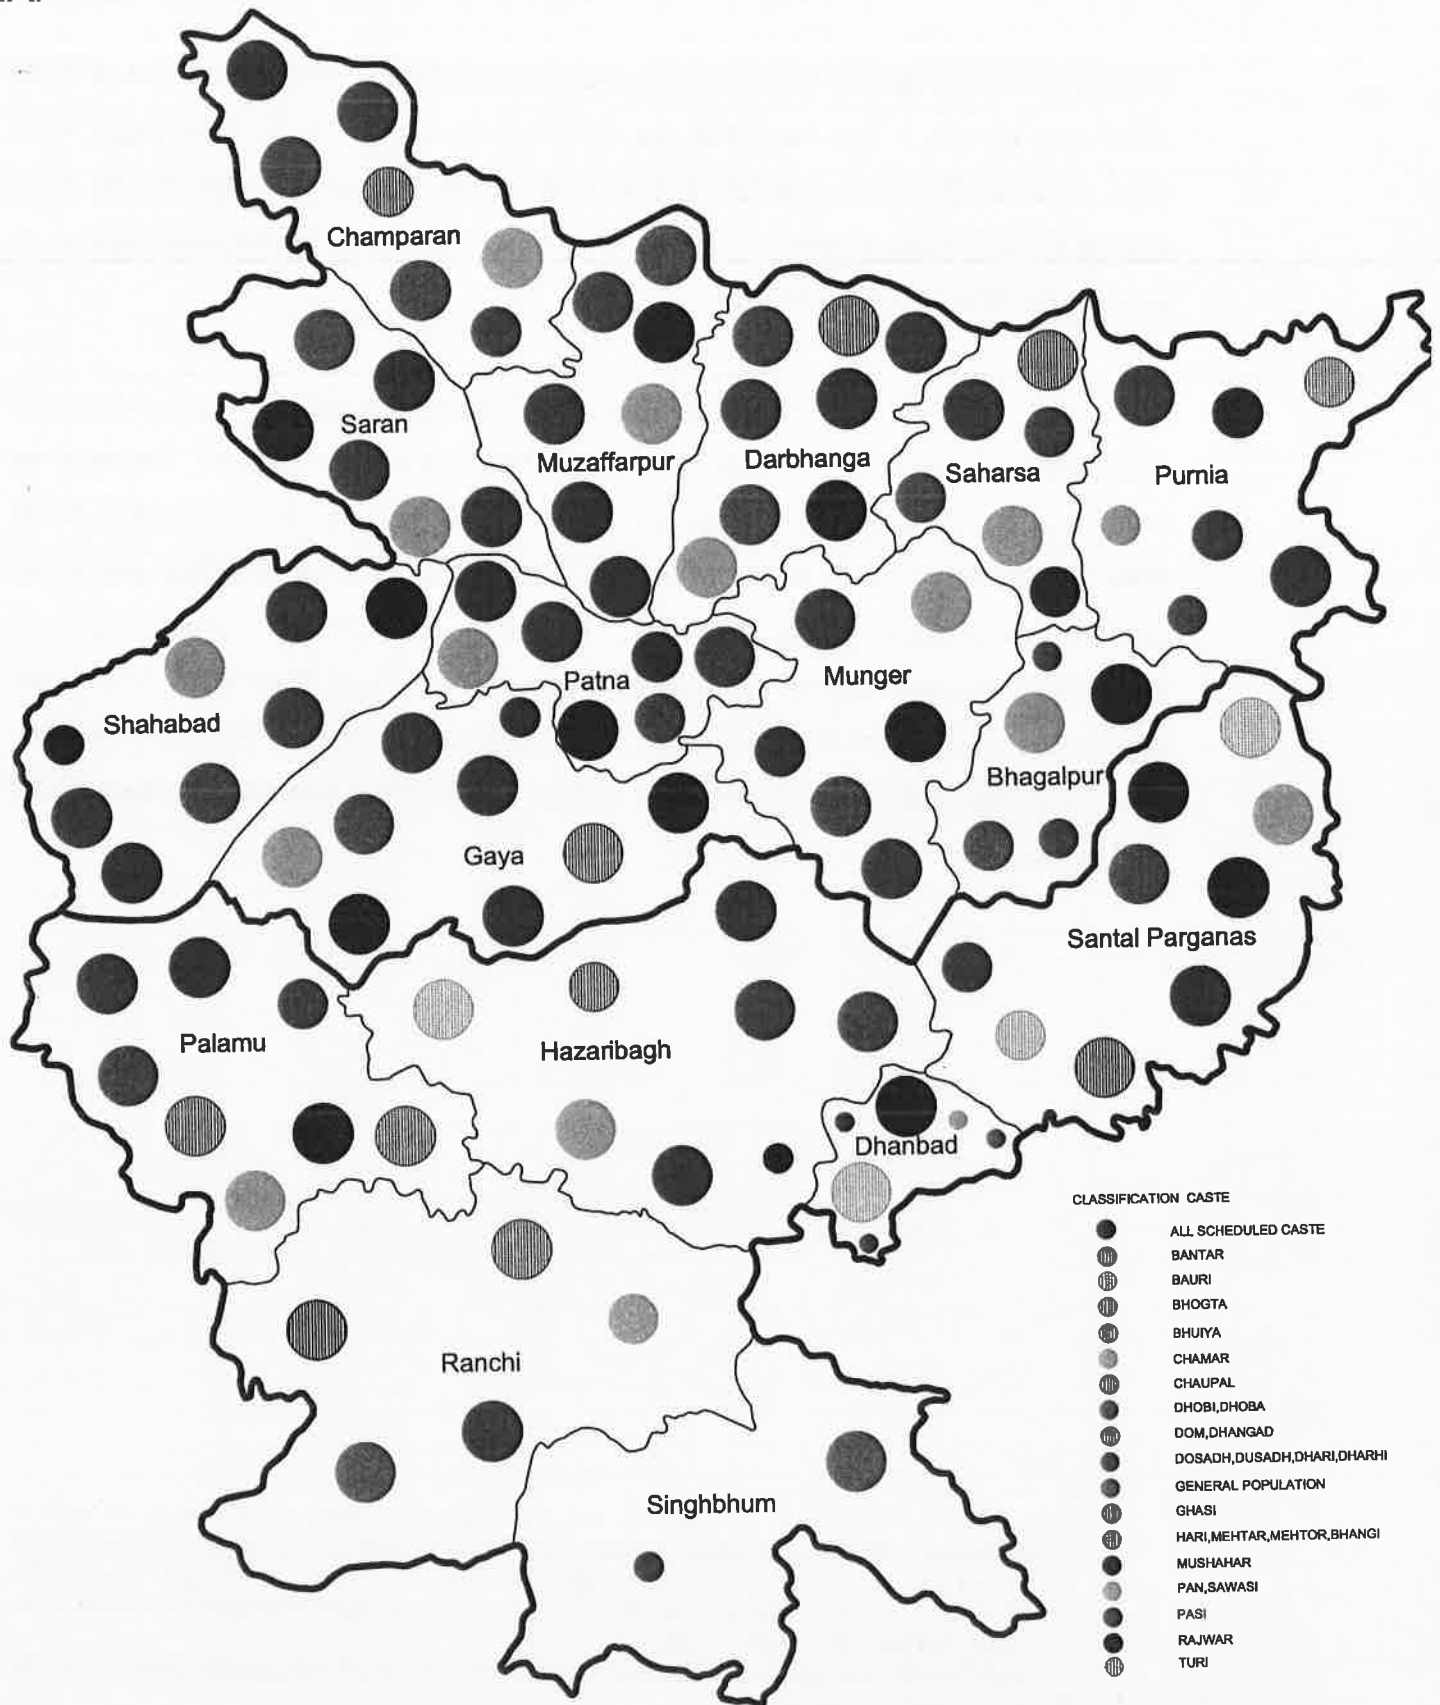 Champaran
Saran
Muzaffarpur
Darbhanga
Saharsa
Purnia
Shahabad
Patna
Munger
Bhagalpur
Gaya
Santal Parganas
Palamu
Hazaribagh
Dhanbad
Ranchi
Singhbhum
CLASSIFICATION CASTE
ALL SCHEDULED CASTE
BANTAR
BAURI
BHOGTA
BHUIYA
CHAMAR
CHAUPAL
DHOBI,DHOBA
DOM,DHANGAD
DOSADH,DUSADH,DHARI,DHARHI
GENERAL POPULATION
GHASI
HARI,MEHTAR,MEHTOR,BHANGI
MUSHAHAR
PAN,SAWASI
PASI
RAJWAR
TURI